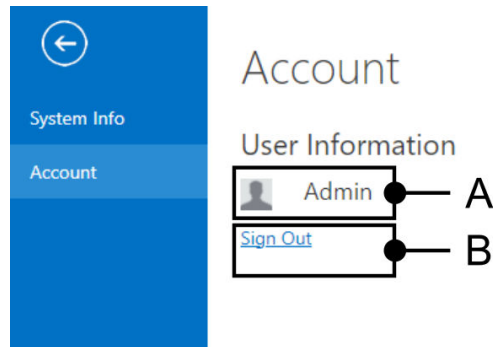 Account
System Info
User Information
Account
Admin
A
Sign Out
B